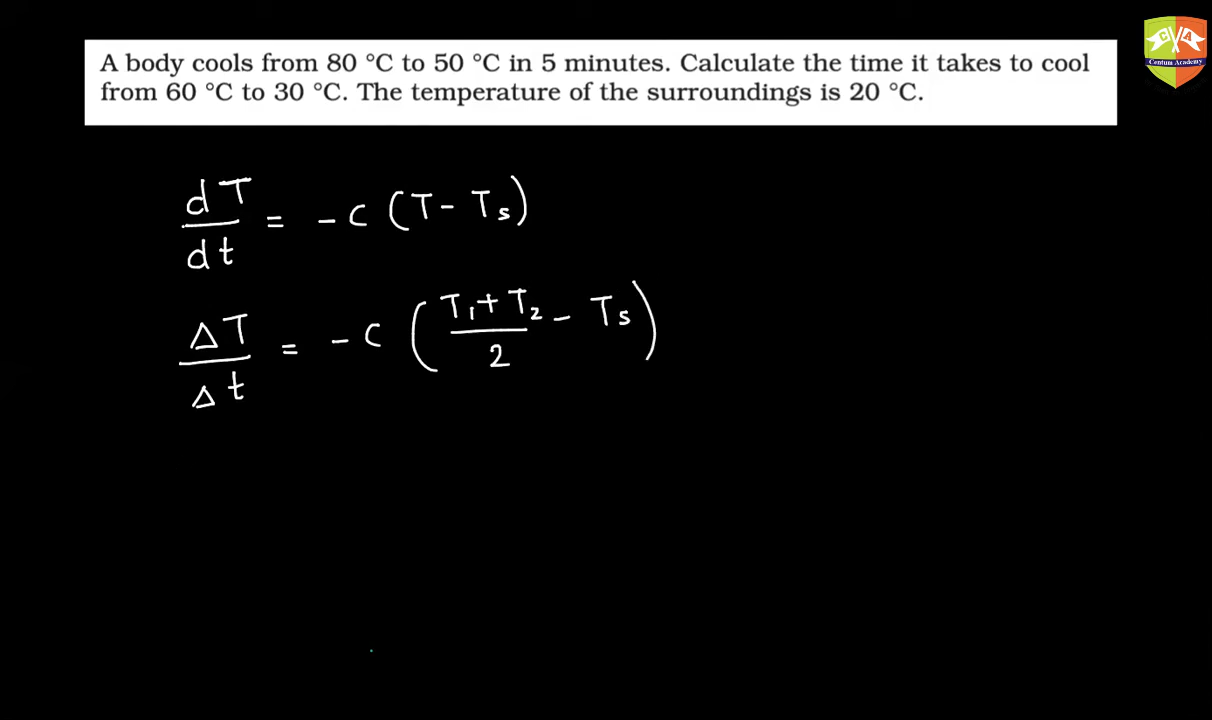 A body cools from 80 °C to 50 °C in 5 minutes. Calculate the time it takes to cool
from 60 °C to 30 °C. The temperature of the surroundings is 20 °C.
C A
Centum Academy
dT/dt = -C (T - Ts)
ΔT/Δt = -C ((T1 + T2)/2 - Ts)